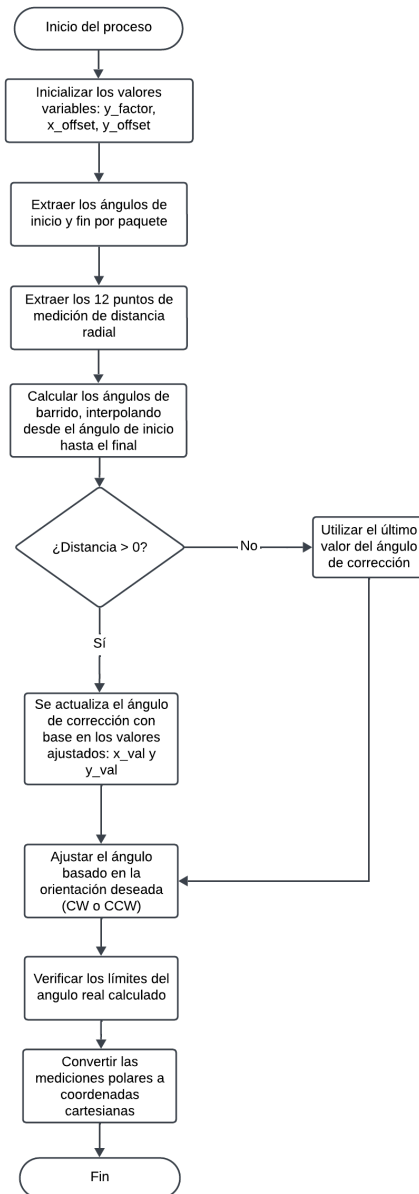 Inicio del proceso
Inicializar los valores
variables: y_factor,
x_offset, y_offset
Extraer los ángulos de
inicio y fin por paquete
Extraer los 12 puntos de
medición de distancia
radial
Calcular los ángulos de
barrido, interpolando
desde el ángulo de inicio
hasta el final
¿Distancia > 0?
No
Utilizar el último
valor del ángulo
de corrección
Sí
Se actualiza el ángulo
de corrección con
base en los valores
ajustados: x_val y
y_val
Ajustar el ángulo
basado en la
orientación deseada
(CW o CCW)
Verificar los límites del
angulo real calculado
Convertir las
mediciones polares a
coordenadas
cartesianas
Fin